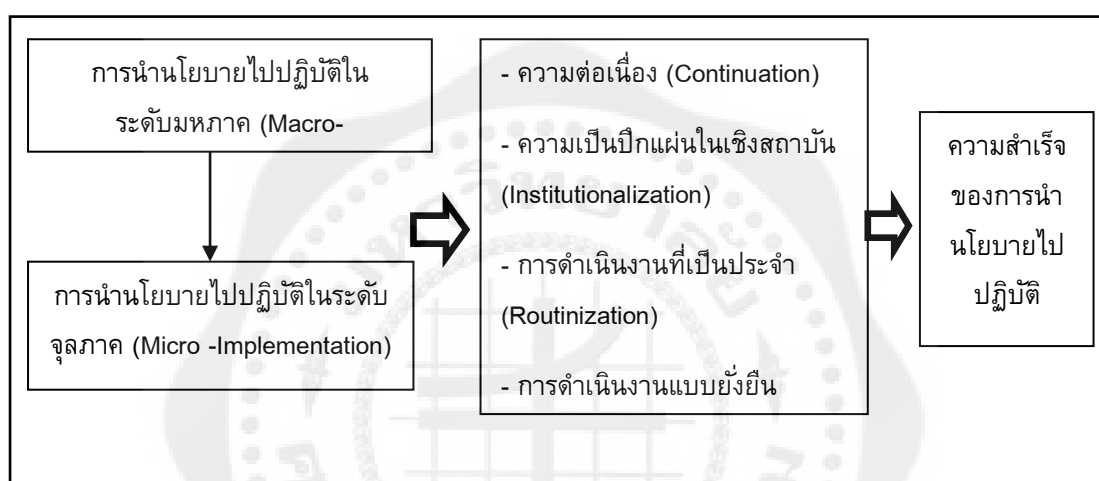 การนำนโยบายไปปฏิบัติใน
ระดับมหภาค (Macro-
การนำนโยบายไปปฏิบัติในระดับ
จุลภาค (Micro -Implementation)
- ความต่อเนื่อง (Continuation)
- ความเป็นปึกแผ่นในเชิงสถาบัน
(Institutionalization)
- การดำเนินงานที่เป็นประจำ
(Routinization)
- การดำเนินงานแบบยั่งยืน
ความสำเร็จ
ของการนำ
นโยบายไป
ปฏิบัติ